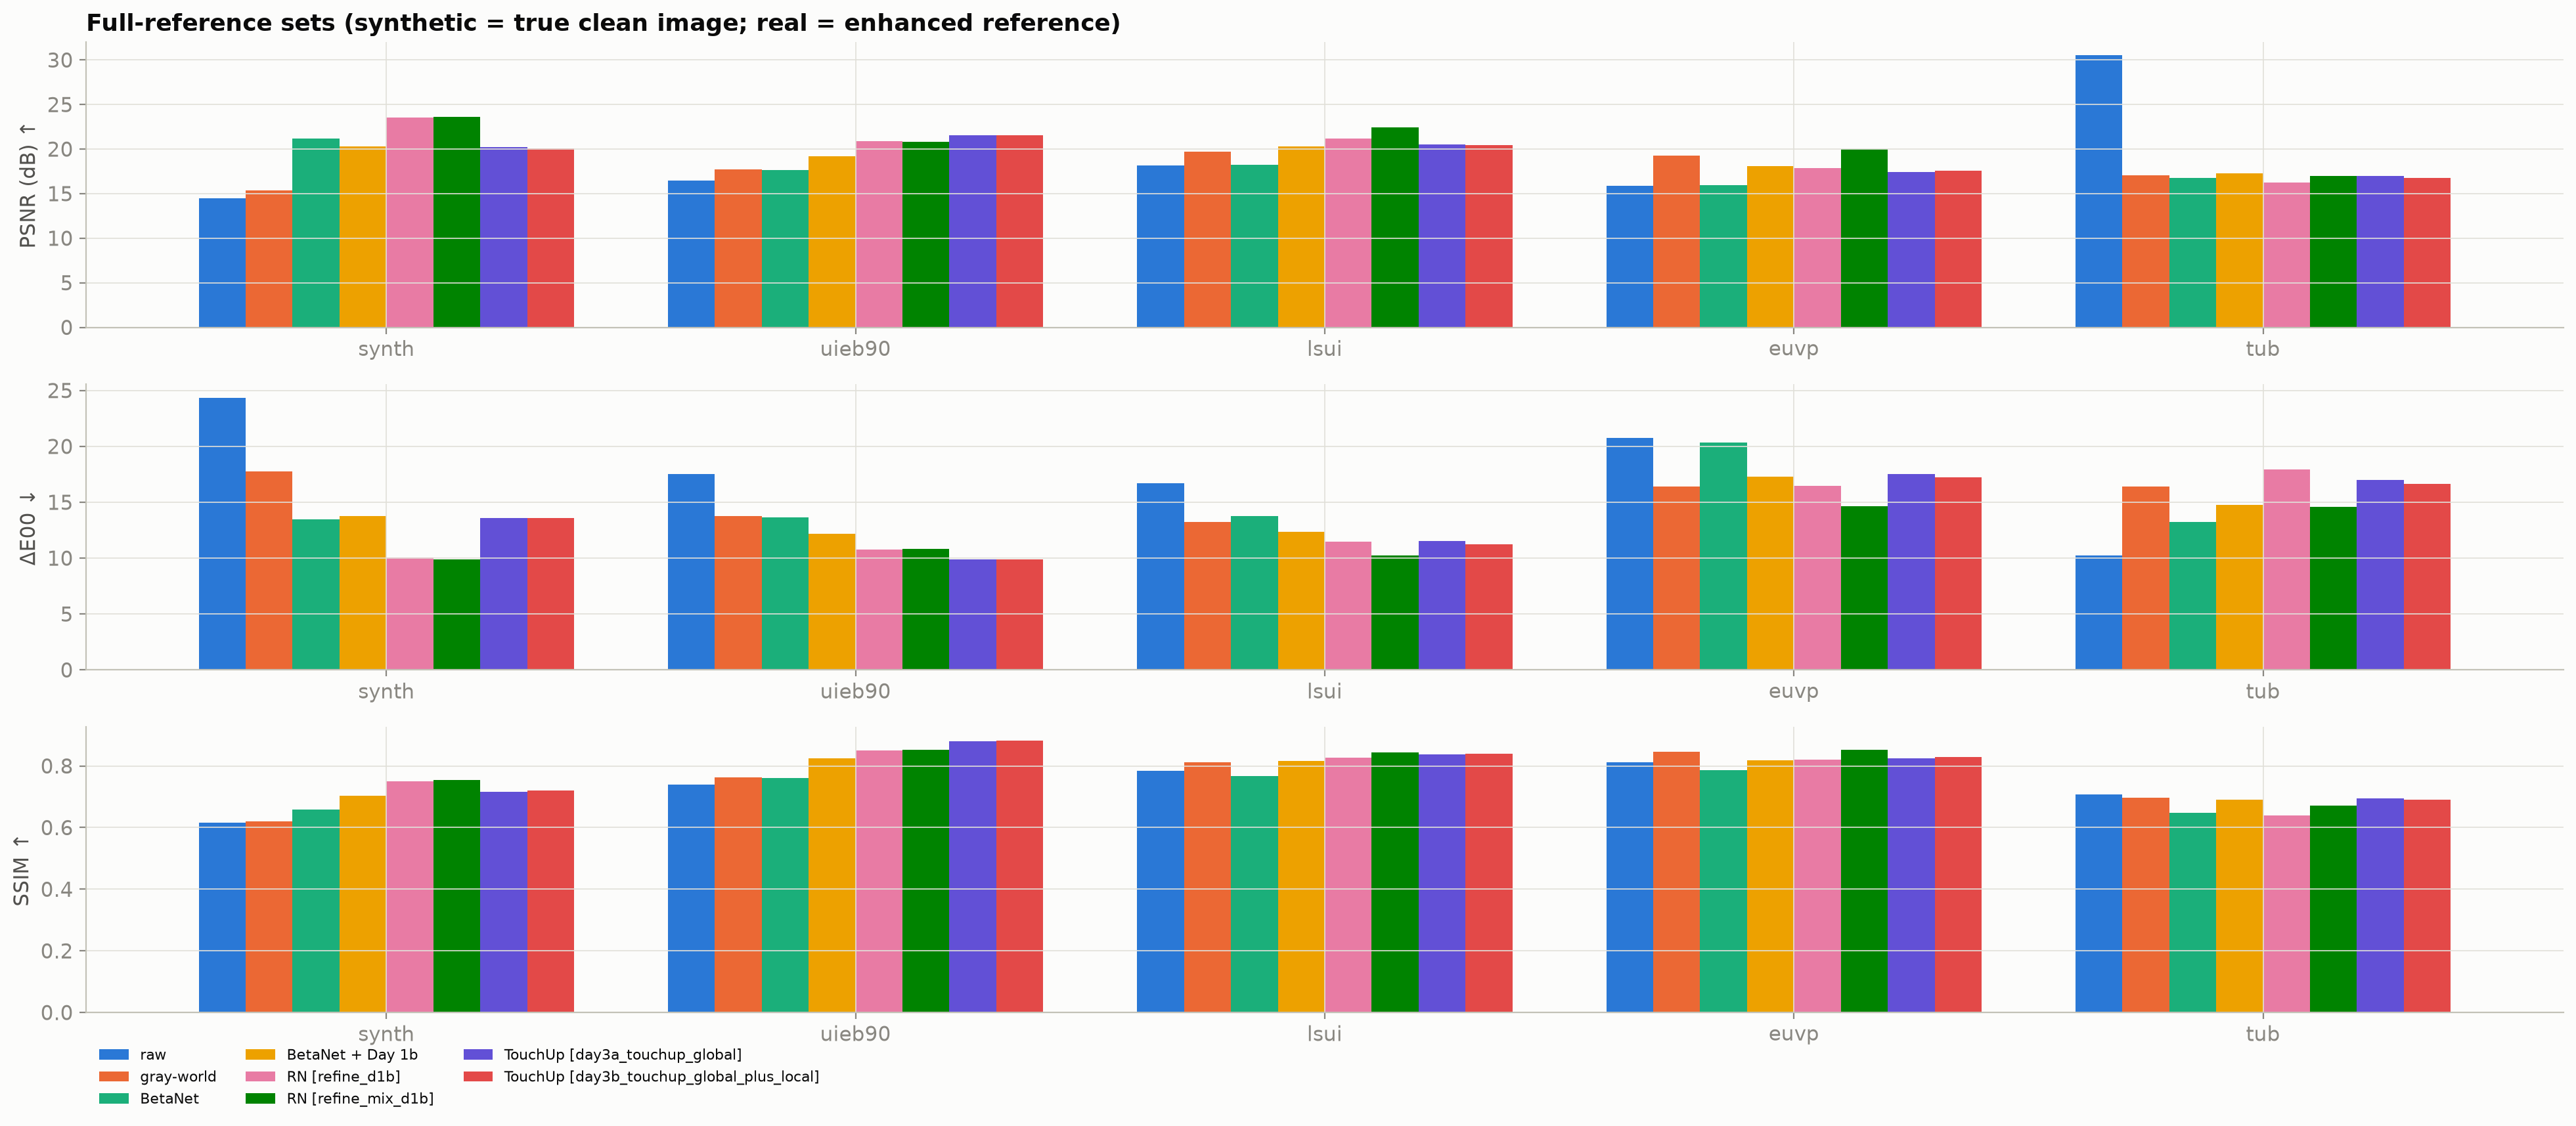 Full-reference sets (synthetic = true clean image; real = enhanced reference)
PSNR (dB) ↑
30
25
20
15
10
5
0
synth uieb90 lsui euvp tub
ΔE00 ↓
25
20
15
10
5
0
synth uieb90 lsui euvp tub
SSIM ↑
0.8
0.6
0.4
0.2
0.0
synth uieb90 lsui euvp tub
raw
gray-world
BetaNet
BetaNet + Day 1b
RN [refine_d1b]
RN [refine_mix_d1b]
TouchUp [day3a_touchup_global]
TouchUp [day3b_touchup_global_plus_local]